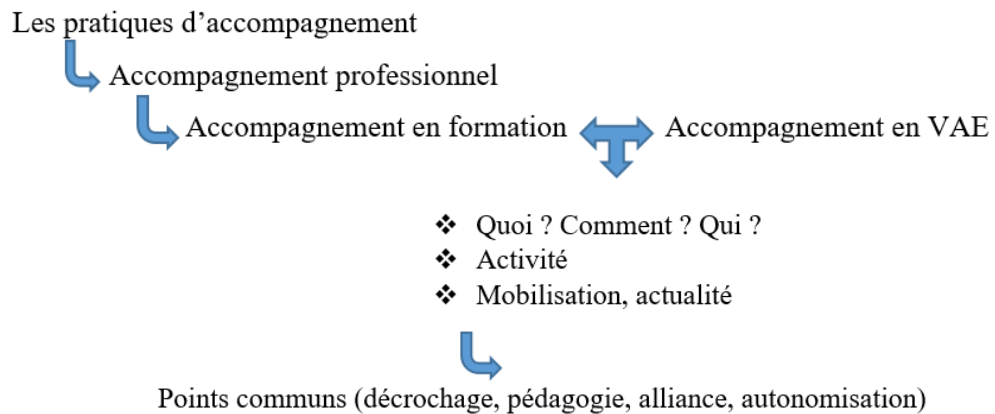 Les pratiques d’accompagnement
Accompagnement professionnel
Accompagnement en formation Accompagnement en VAE
❖ Quoi ? Comment ? Qui ?
❖ Activité
❖ Mobilisation, actualité
Points communs (décrochage, pédagogie, alliance, autonomisation)